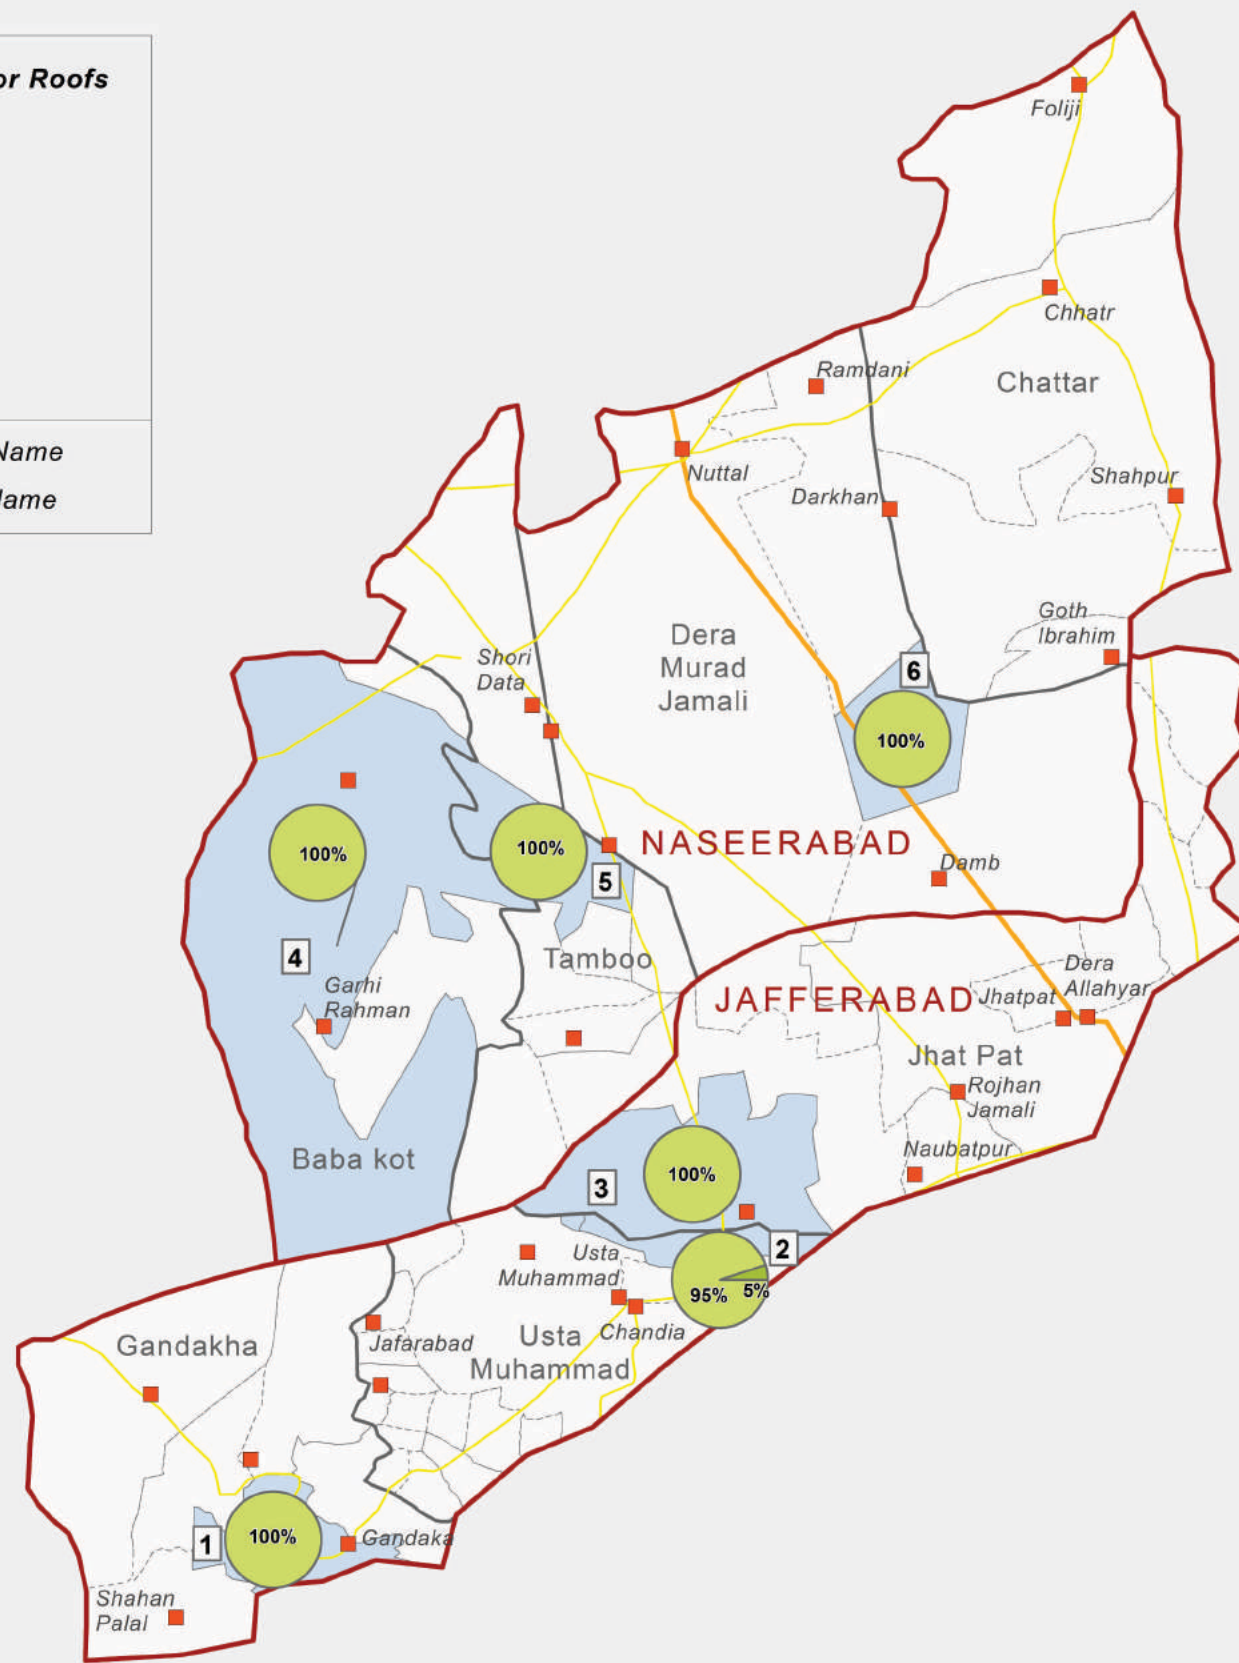 or Roofs
Name
Name
Foliji
Chhatr
Chattar
Ramdani
Nuttal
Darkhan
Shahpur
Goth
Ibrahim
Dera
Murad
Jamali
Shori
Data
6
100%
100%
100%
NASEERABAD
5
Damb
4
Tamboo
Garhi
Rahman
JAFFERABAD
Jhatpat
Dera
Allahyar
Jhat Pat
Rojhan
Jamali
Naubatpur
Baba kot
3
100%
2
Usta
Muhammad
95%
5%
Chandia
Usta
Muhammad
Gandakha
Jafarabad
1
100%
Gandaka
Shahan
Palal